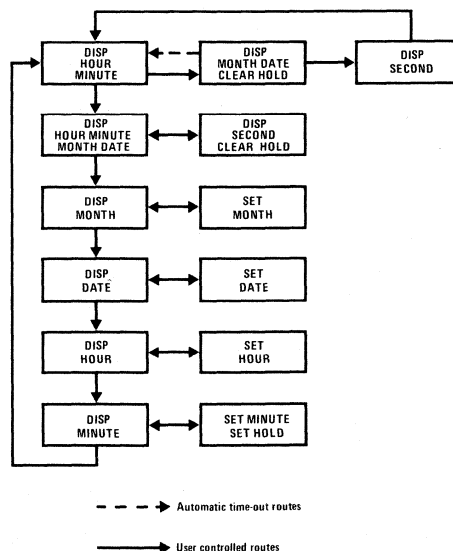 DISP
HOUR
MINUTE
DISP
MONTH DATE
CLEAR HOLD
DISP
SECOND
DISP
HOUR MINUTE
MONTH DATE
DISP
SECOND
CLEAR HOLD
DISP
MONTH
SET
MONTH
DISP
DATE
SET
DATE
DISP
HOUR
SET
HOUR
DISP
MINUTE
SET MINUTE
SET HOLD
Automatic time-out routes
User controlled routes